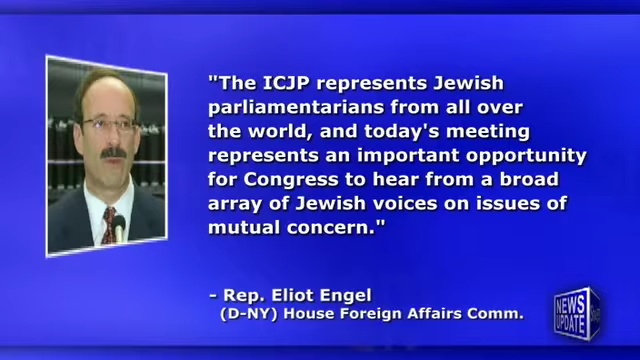 "The ICJP represents Jewish
parliamentarians from all over
the world, and today's meeting
represents an important opportunity
for Congress to hear from a broad
array of Jewish voices on issues of
mutual concern."
- Rep. Eliot Engel
(D-NY) House Foreign Affairs Comm.
NEWS
UPDATE